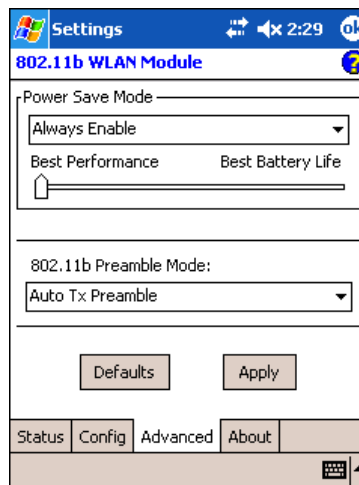 Settings 2:29 ok
802.11b WLAN Module ?
Power Save Mode
Always Enable
Best Performance Best Battery Life
802.11b Preamble Mode:
Auto Tx Preamble
Defaults Apply
Status Config Advanced About